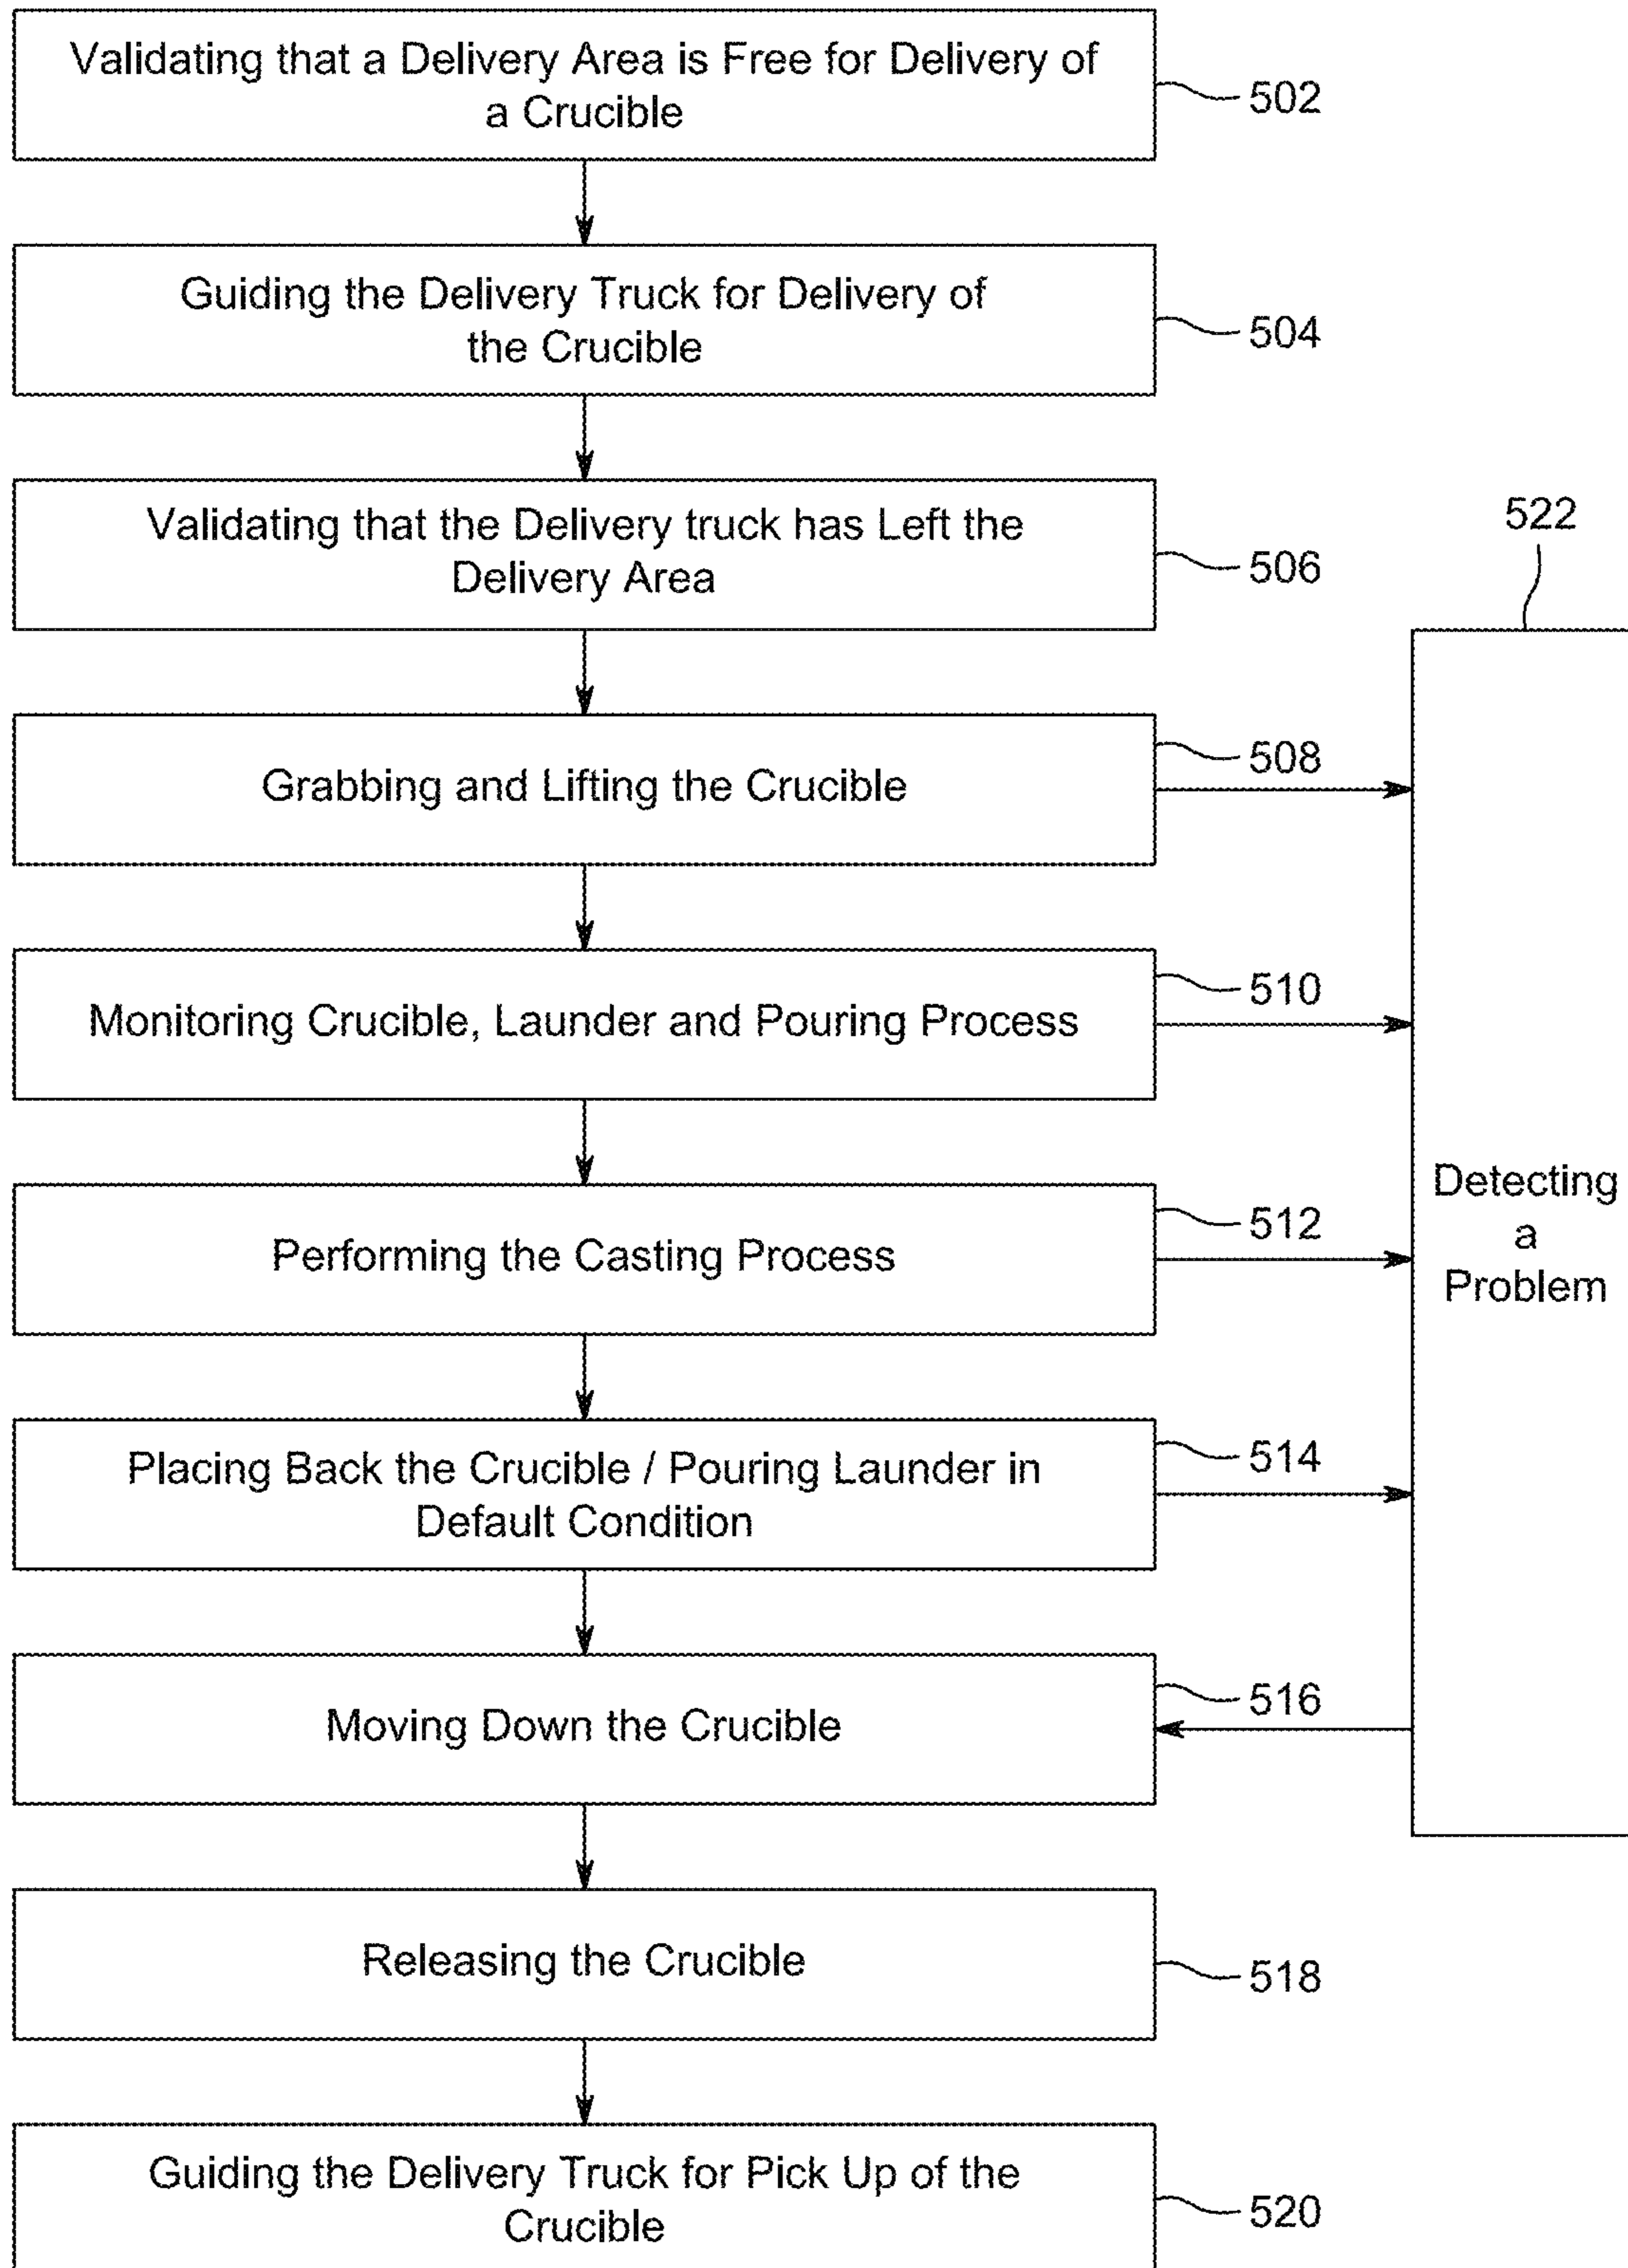 Validating that a Delivery Area is Free for Delivery of
a Crucible
502
Guiding the Delivery Truck for Delivery of
the Crucible
504
Validating that the Delivery truck has Left the
Delivery Area
506
522
Grabbing and Lifting the Crucible
508
Monitoring Crucible, Launder and Pouring Process
510
Performing the Casting Process
512
Detecting
a
Problem
Placing Back the Crucible / Pouring Launder in
Default Condition
514
Moving Down the Crucible
516
Releasing the Crucible
518
Guiding the Delivery Truck for Pick Up of the
Crucible
520